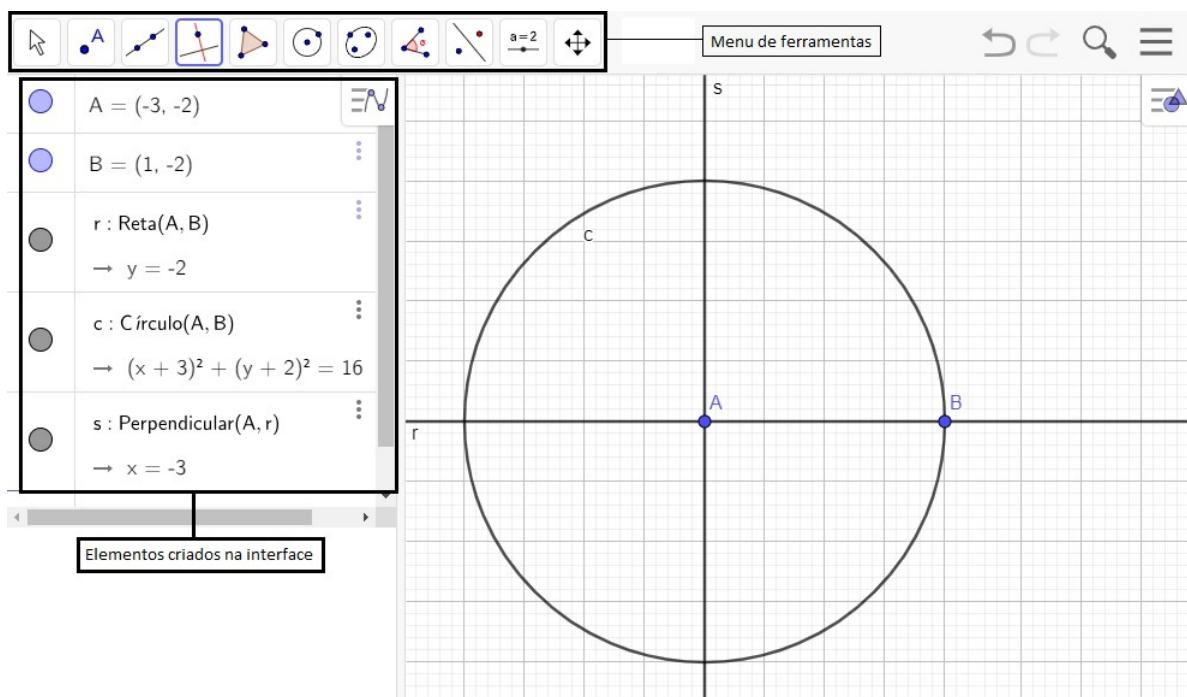 A
a=2
Menu de ferramentas
A = (-3, -2)
B = (1, -2)
r : Reta(A, B)
→ y = -2
c : Círculo(A, B)
→ (x + 3)² + (y + 2)² = 16
s : Perpendicular(A, r)
→ x = -3
Elementos criados na interface
s
c
A
B
r